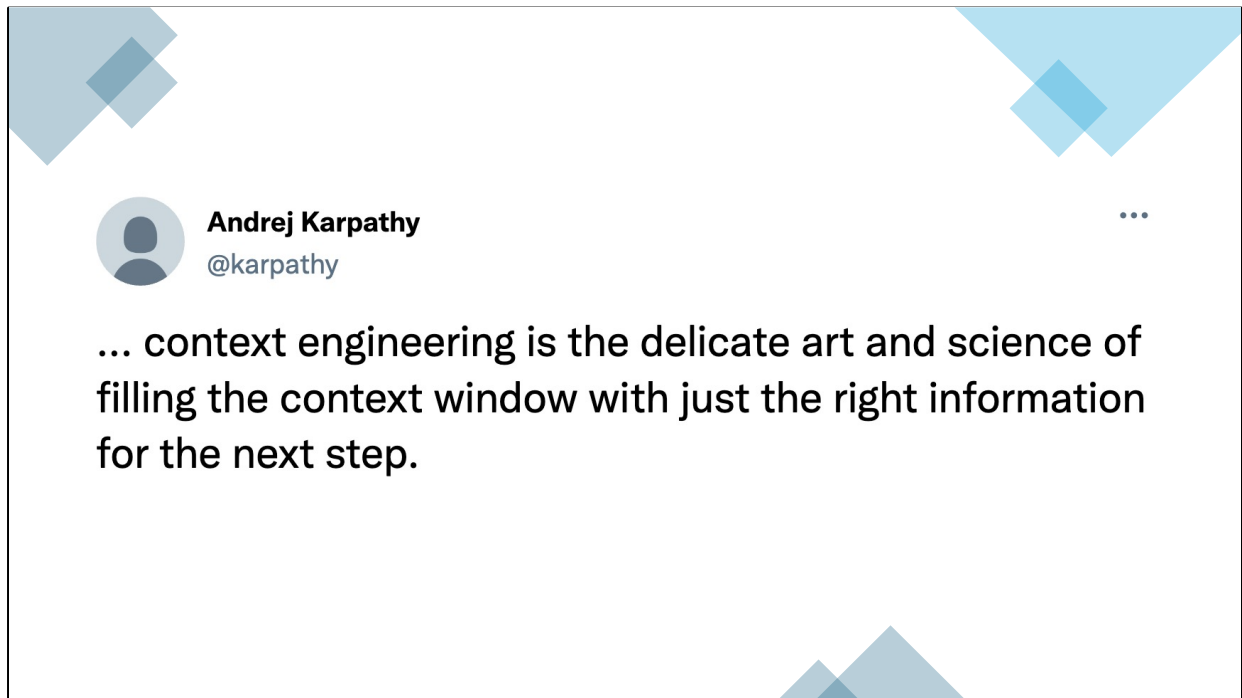 Andrej Karpathy
@karpathy
... context engineering is the delicate art and science of
filling the context window with just the right information
for the next step.